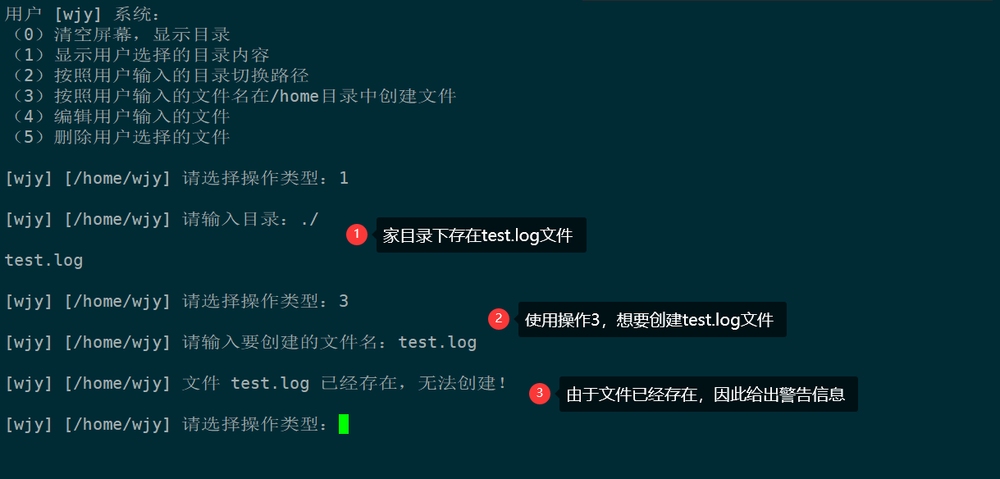 用户 [wjy] 系统：
（0）清空屏幕，显示目录
（1）显示用户选择的目录内容
（2）按照用户输入的目录切换路径
（3）按照用户输入的文件名在/home目录中创建文件
（4）编辑用户输入的文件
（5）删除用户选择的文件
[wjy] [/home/wjy] 请选择操作类型：1
[wjy] [/home/wjy] 请输入目录：./
1 家目录下存在test.log文件
test.log
[wjy] [/home/wjy] 请选择操作类型：3
2 使用操作3，想要创建test.log文件
[wjy] [/home/wjy] 请输入要创建的文件名：test.log
[wjy] [/home/wjy] 文件 test.log 已经存在，无法创建！
3 由于文件已经存在，因此给出警告信息
[wjy] [/home/wjy] 请选择操作类型：